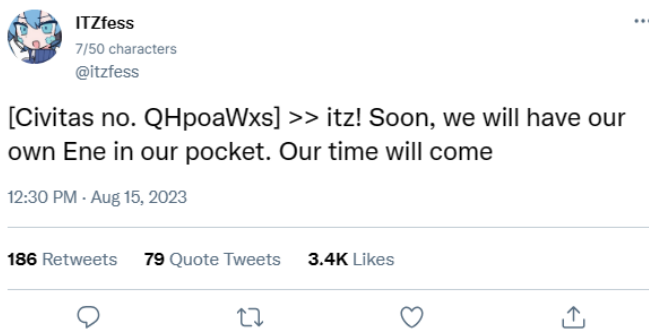 ITZfess
7/50 characters
@itzfess
[Civitas no. QHpoaWxs] >> itz! Soon, we will have our
own Ene in our pocket. Our time will come
12:30 PM · Aug 15, 2023
186 Retweets 79 Quote Tweets 3.4K Likes